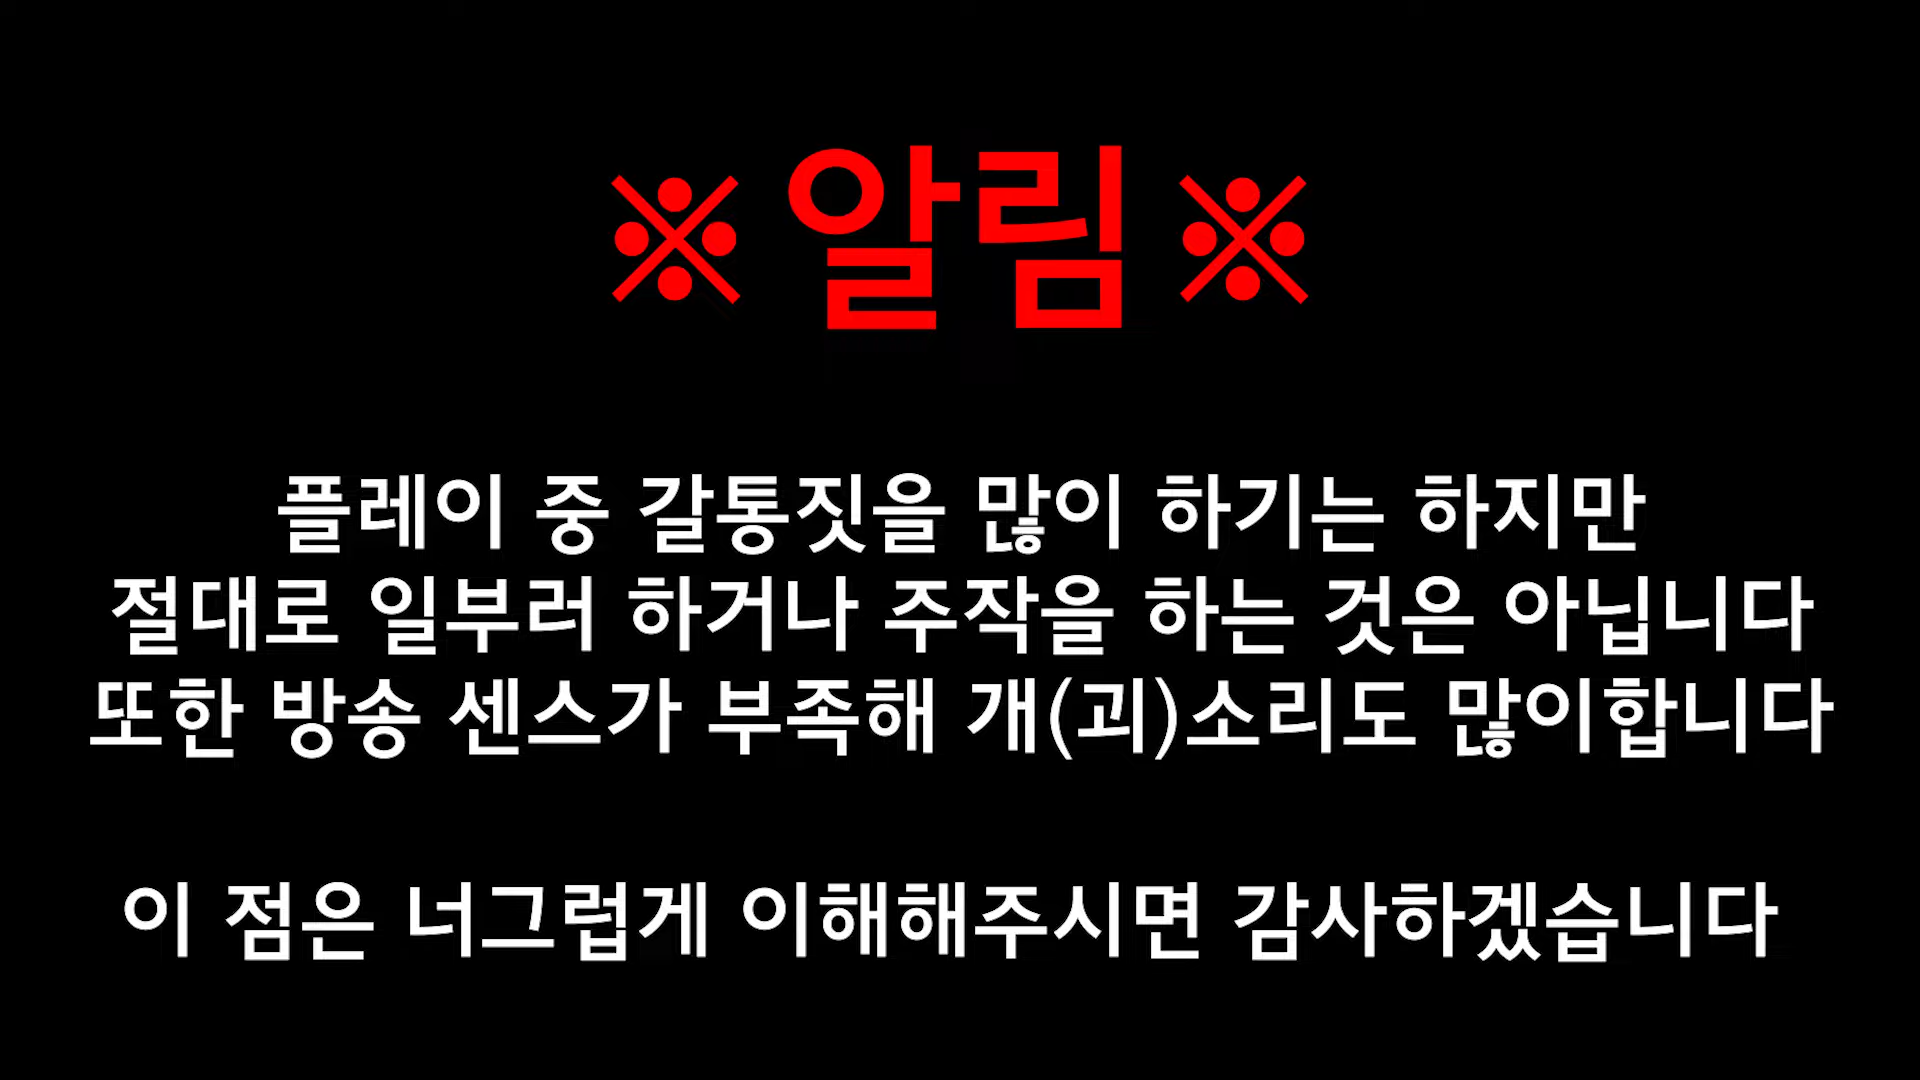 ※알림※
플레이 중 갈통짓을 많이 하기는 하지만
절대로 일부러 하거나 주작을 하는 것은 아닙니다
또한 방송 센스가 부족해 개(괴)소리도 많이합니다
이 점은 너그럽게 이해해주시면 감사하겠습니다